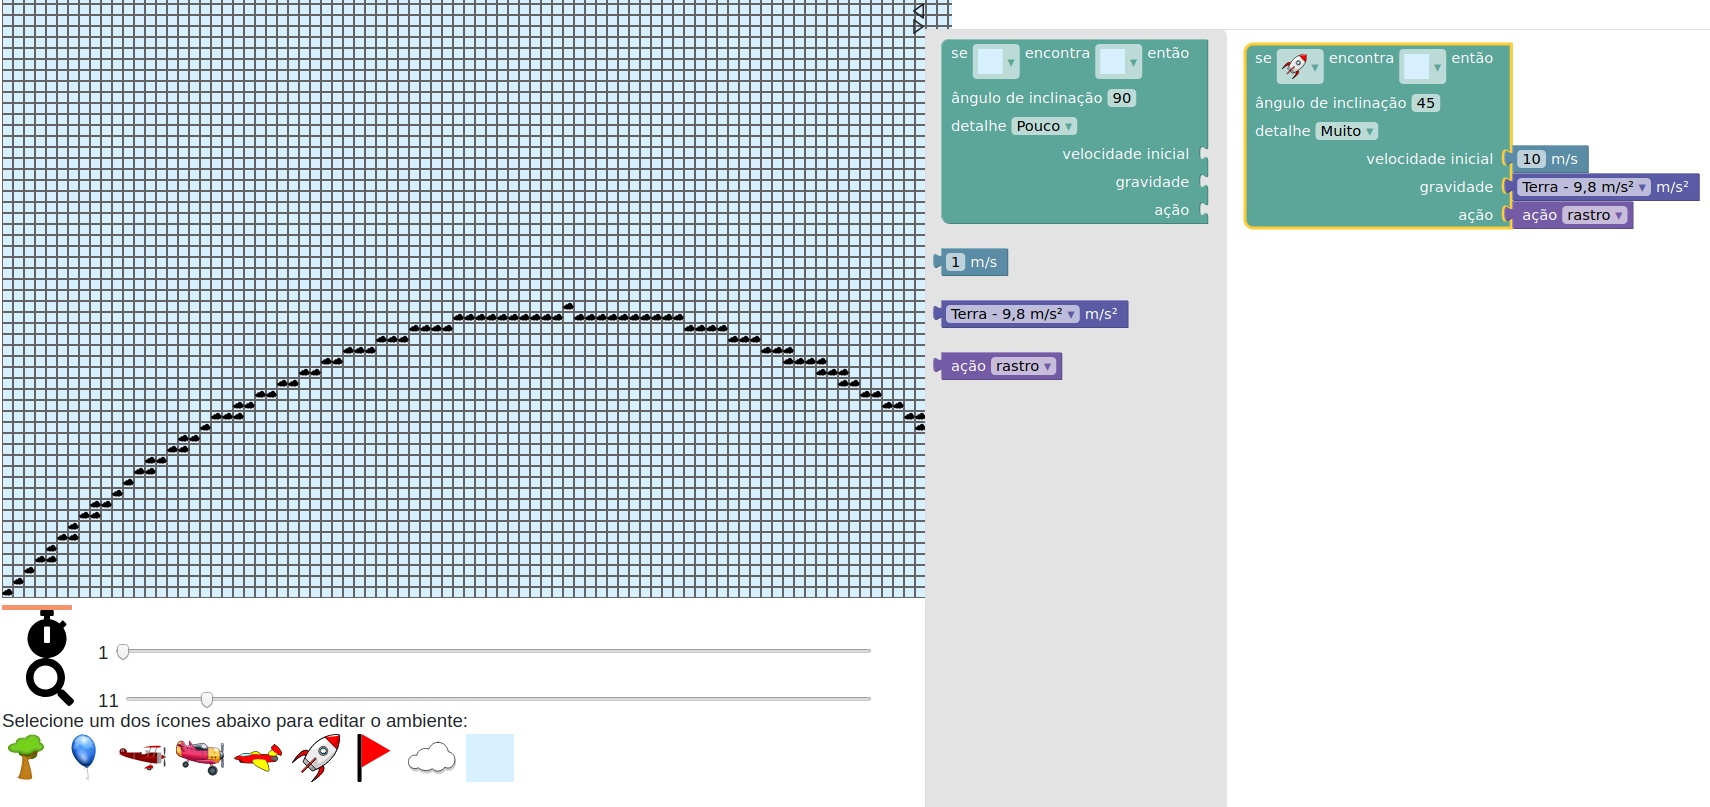 se encontra então
ângulo de inclinação 90
detalhe Pouco
velocidade inicial
gravidade
ação
1 m/s
Terra - 9,8 m/s² m/s²
ação rastro
se encontra então
ângulo de inclinação 45
detalhe Muito
velocidade inicial 10 m/s
gravidade Terra - 9,8 m/s² m/s²
ação ação rastro
1
11
Selecione um dos ícones abaixo para editar o ambiente: